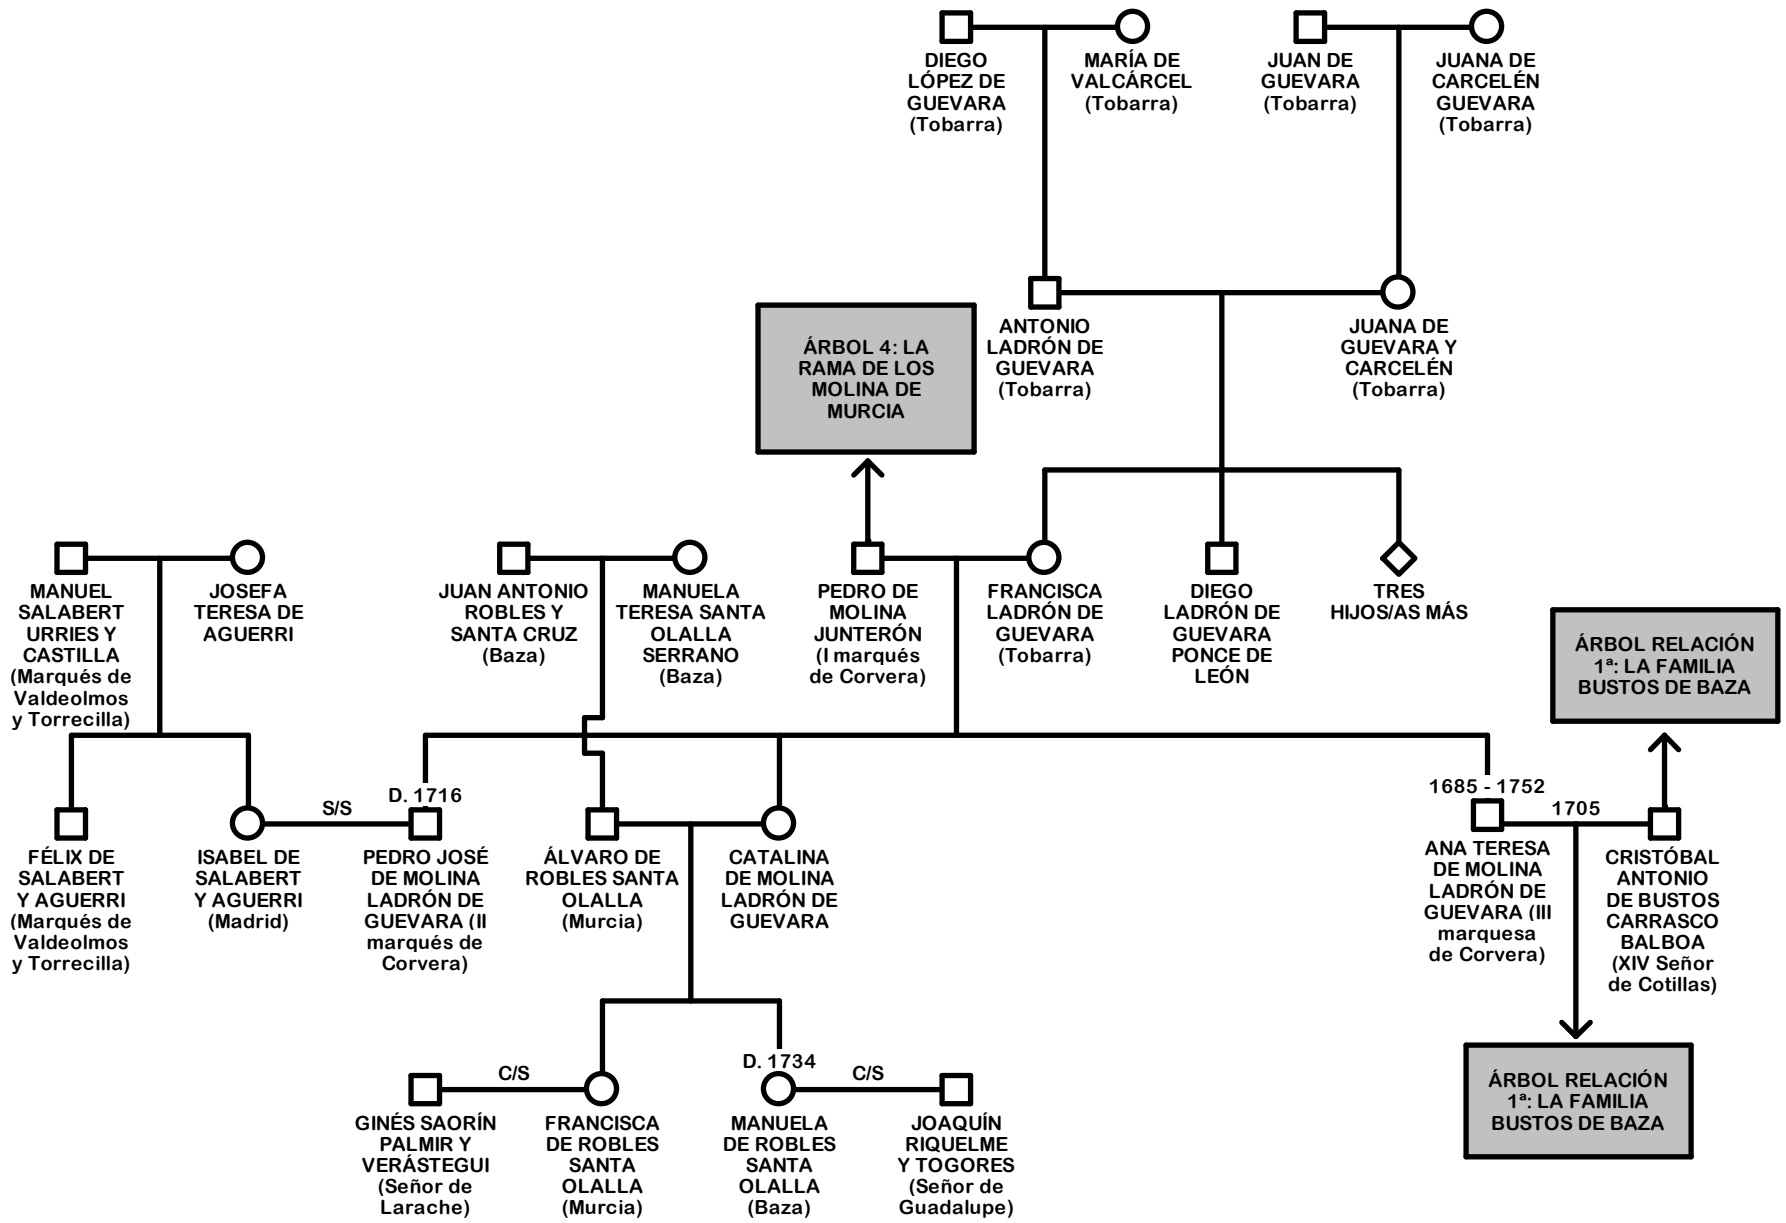 DIEGO
LÓPEZ DE
GUEVARA
(Tobarra)
MARÍA DE
VALCÁRCEL
(Tobarra)
JUAN DE
GUEVARA
(Tobarra)
JUANA DE
CARCELÉN
GUEVARA
(Tobarra)
ÁRBOL 4: LA
RAMA DE LOS
MOLINA DE
MURCIA
ANTONIO
LADRÓN DE
GUEVARA
(Tobarra)
JUANA DE
GUEVARA Y
CARCELÉN
(Tobarra)
MANUEL
SALABERT
URRIES Y
CASTILLA
(Marqués de
Valdeolmos
y Torrecilla)
JOSEFA
TERESA DE
AGUERRI
JUAN ANTONIO
ROBLES Y
SANTA CRUZ
(Baza)
MANUELA
TERESA SANTA
OLALLA
SERRANO
(Baza)
PEDRO DE
MOLINA
JUNTERÓN
(I marqués
de Corvera)
FRANCISCA
LADRÓN DE
GUEVARA
(Tobarra)
DIEGO
LADRÓN DE
GUEVARA
PONCE DE
LEÓN
TRES
HIJOS/AS MÁS
ÁRBOL RELACIÓN
1ª: LA FAMILIA
BUSTOS DE BAZA
FÉLIX DE
SALABERT
Y AGUERRI
(Marqués de
Valdeolmos
y Torrecilla)
ISABEL DE
SALABERT
Y AGUERRI
(Madrid)
S/S
D. 1716
PEDRO JOSÉ
DE MOLINA
LADRÓN DE
GUEVARA (II
marqués de
Corvera)
ÁLVARO DE
ROBLES SANTA
OLALLA
(Murcia)
CATALINA
DE MOLINA
LADRÓN DE
GUEVARA
1685 - 1752
1705
ANA TERESA
DE MOLINA
LADRÓN DE
GUEVARA (III
marquesa
de Corvera)
CRISTÓBAL
ANTONIO
DE BUSTOS
CARRASCO
BALBOA
(XIV Señor
de Cotillas)
C/S
D. 1734
C/S
GINÉS SAORÍN
PALMIR Y
VERÁSTEGUI
(Señor de
Larache)
FRANCISCA
DE ROBLES
SANTA
OLALLA
(Murcia)
MANUELA
DE ROBLES
SANTA
OLALLA
(Baza)
JOAQUÍN
RIQUELME
Y TOGORES
(Señor de
Guadalupe)
ÁRBOL RELACIÓN
1ª: LA FAMILIA
BUSTOS DE BAZA